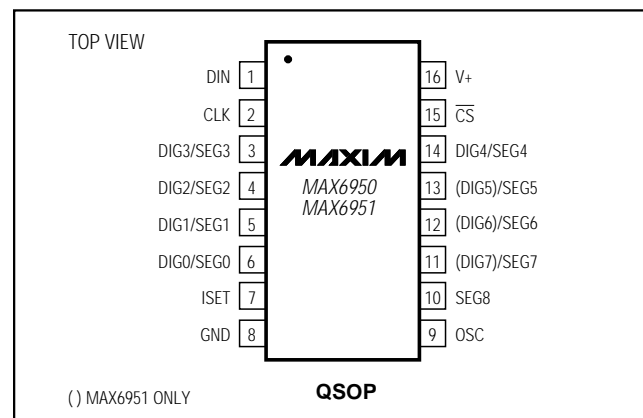 TOP VIEW
DIN 1
CLK 2
DIG3/SEG3 3
DIG2/SEG2 4
DIG1/SEG1 5
DIG0/SEG0 6
ISET 7
GND 8
MAXIM
MAX6950
MAX6951
16 V+
15 C̅S̅
14 DIG4/SEG4
13 (DIG5)/SEG5
12 (DIG6)/SEG6
11 (DIG7)/SEG7
10 SEG8
9 OSC
( ) MAX6951 ONLY
QSOP